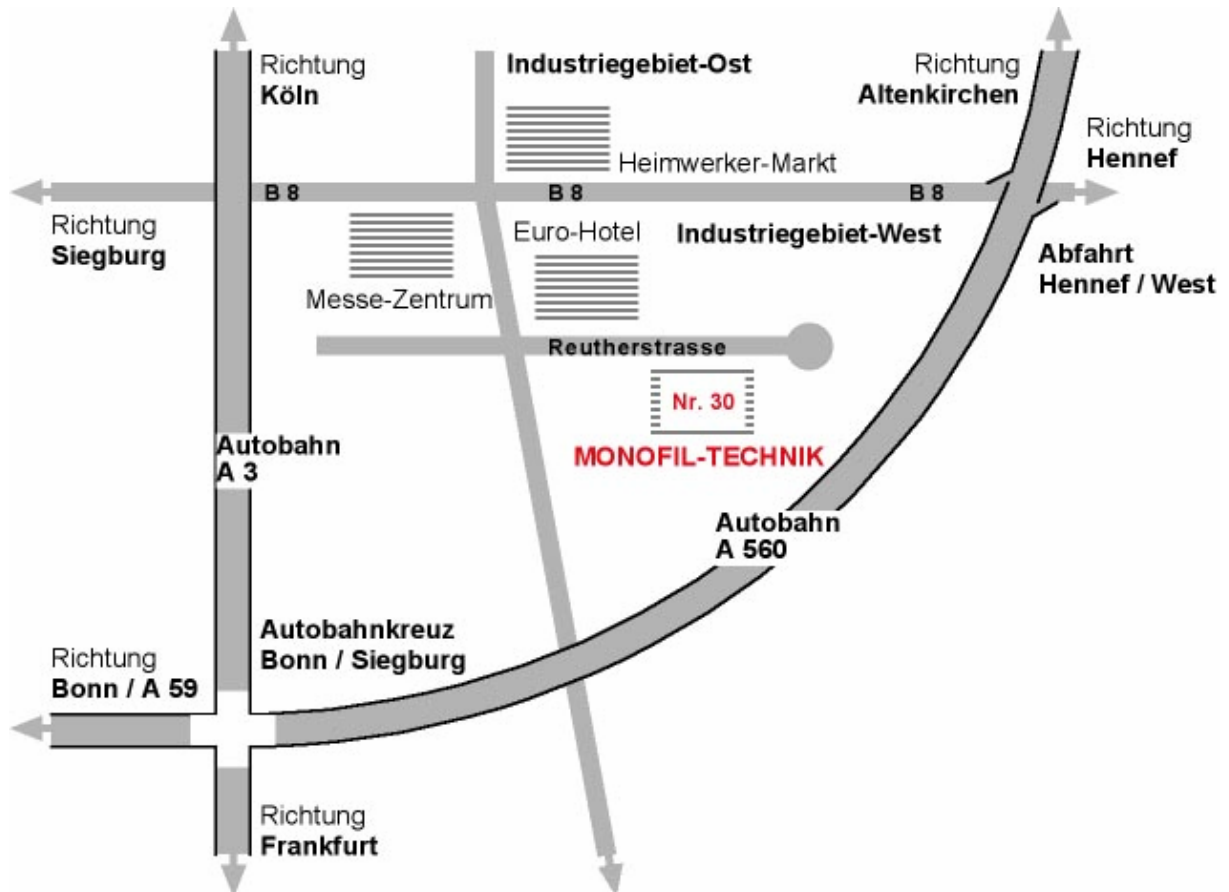 Richtung
Köln
Industriegebiet-Ost
Richtung
Altenkirchen
Richtung
Hennef
Heimwerker-Markt
B 8
B 8
B 8
Richtung
Siegburg
Euro-Hotel
Industriegebiet-West
Abfahrt
Hennef / West
Messe-Zentrum
Reutherstrasse
Nr. 30
MONOFIL-TECHNIK
Autobahn
A 3
Autobahn
A 560
Autobahnkreuz
Bonn / Siegburg
Richtung
Bonn / A 59
Richtung
Frankfurt